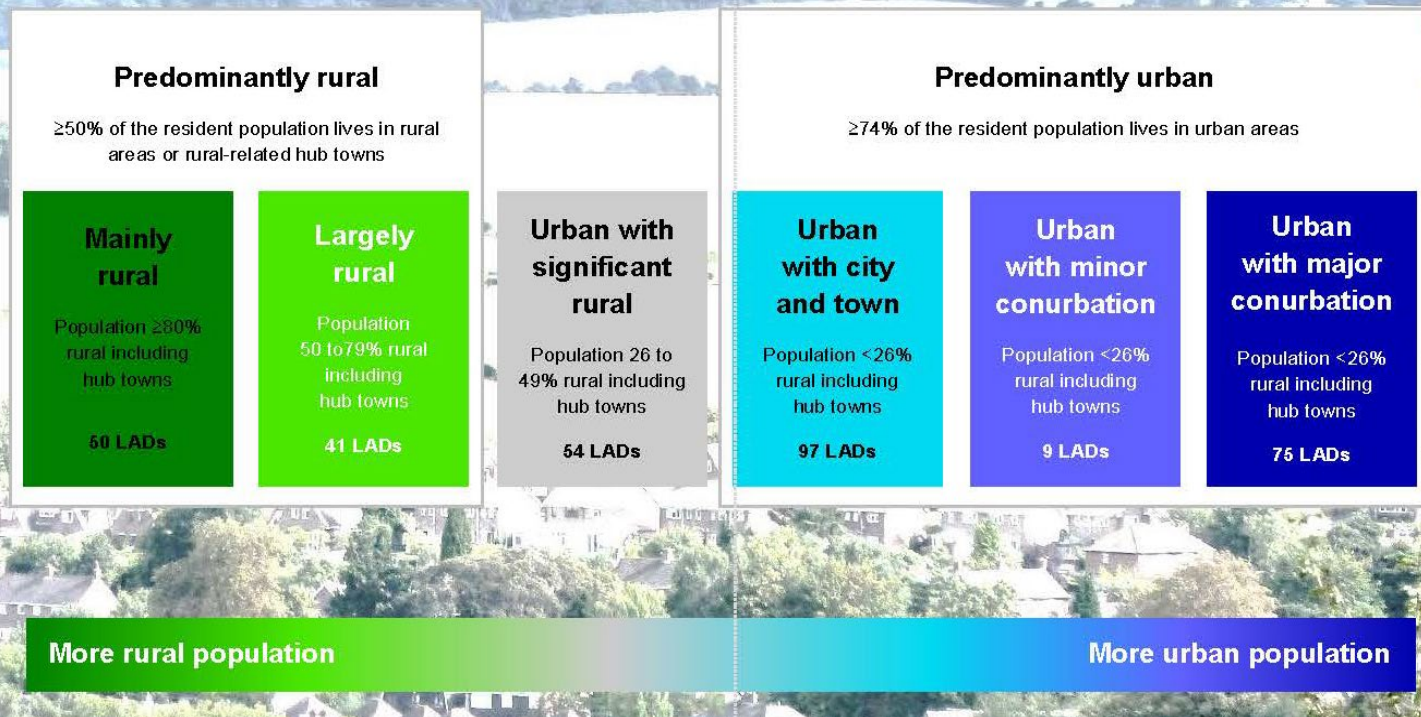 Predominantly rural
≥50% of the resident population lives in rural
areas or rural-related hub towns
Mainly
rural
Population ≥80%
rural including
hub towns
50 LADs
Largely
rural
Population
50 to79% rural
including
hub towns
41 LADs
Urban with
significant
rural
Population 26 to
49% rural including
hub towns
54 LADs
Predominantly urban
≥74% of the resident population lives in urban areas
Urban
with city
and town
Population <26%
rural including
hub towns
97 LADs
Urban
with minor
conurbation
Population <26%
rural including
hub towns
9 LADs
Urban
with major
conurbation
Population <26%
rural including
hub towns
75 LADs
More rural population
More urban population